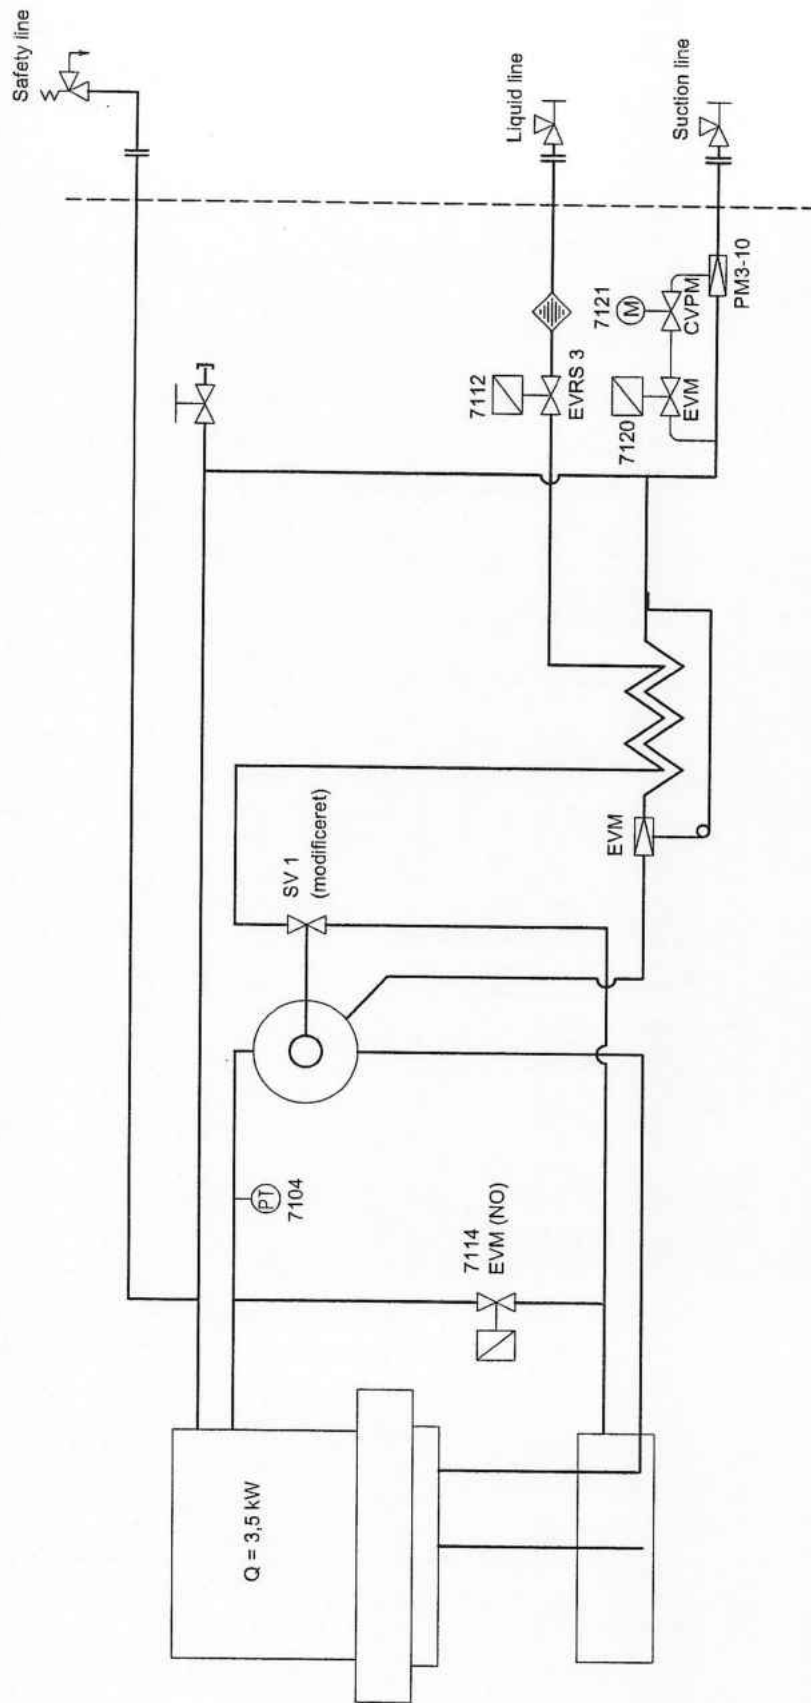 Safety line
Liquid line
Suction line
7121
M
CVPM
PM3-10
7112
EVRS 3
7120
EVM
SV 1
(modificeret)
EVM
PT
7104
7114
EVM (NO)
Q = 3,5 kW